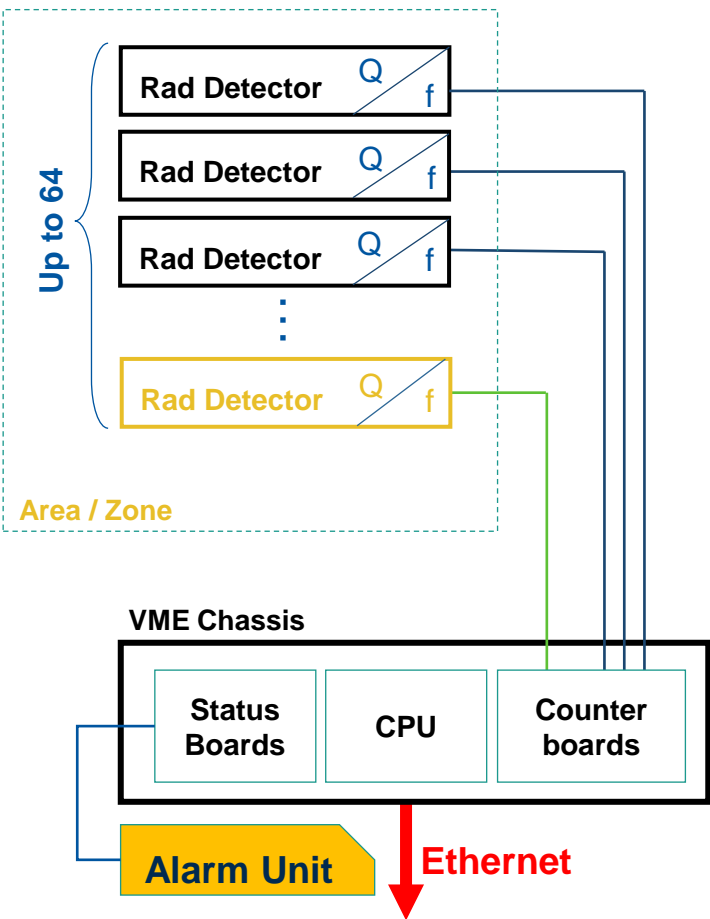 Rad Detector Q f
Rad Detector Q f
Rad Detector Q f
Up to 64
...
Rad Detector Q f
Area / Zone
VME Chassis
Status
Boards
CPU
Counter
boards
Alarm Unit
Ethernet